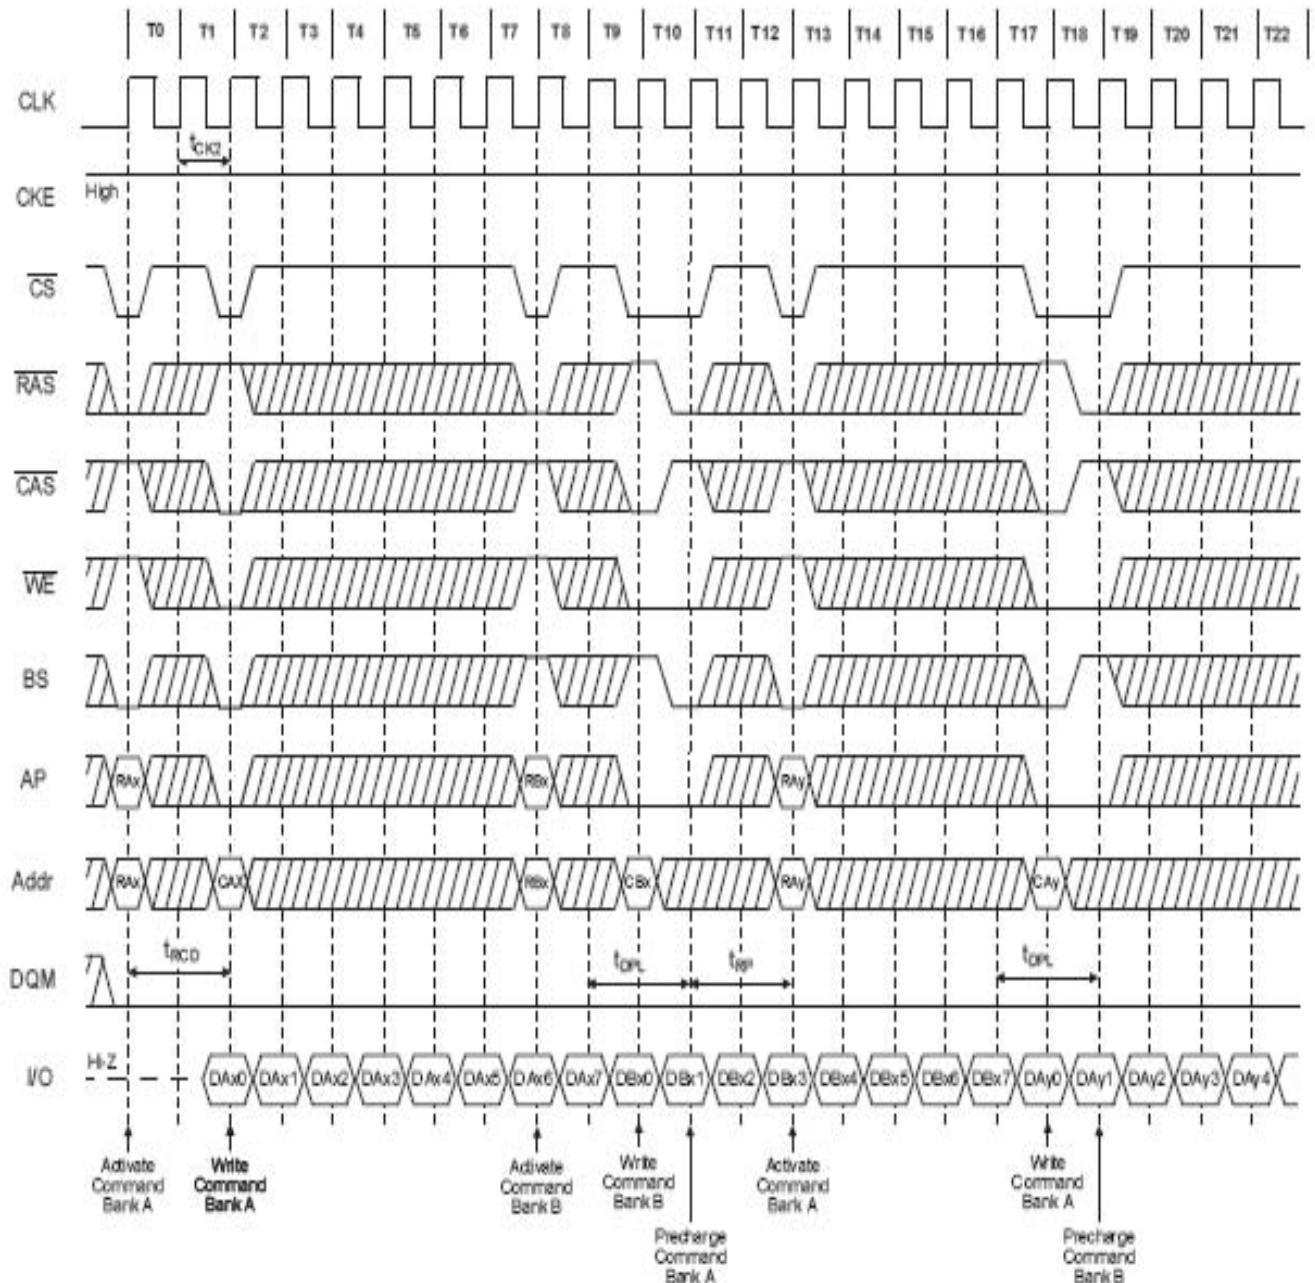 T0 T1 T2 T3 T4 T5 T6 T7 T8 T9 T10 T11 T12 T13 T14 T15 T16 T17 T18 T19 T20 T21 T22
CLK
tCK2
CKE High
CS
RAS
CAS
WE
BS
AP RAx RBx RAy
Addr RAx CAX RBx CBx RAy CAy
DQM tRCD tDPL tRP tDPL
I/O Hi-Z DAx0 DAx1 DAx2 DAx3 DAx4 DAx5 DAx6 DAx7 DBx0 DBx1 DBx2 DBx3 DBx4 DBx5 DBx6 DBx7 DAy0 DAy1 DAy2 DAy3 DAy4
Activate
Command
Bank A
Write
Command
Bank A
Activate
Command
Bank B
Write
Command
Bank B
Precharge
Command
Bank A
Activate
Command
Bank A
Write
Command
Bank A
Precharge
Command
Bank B